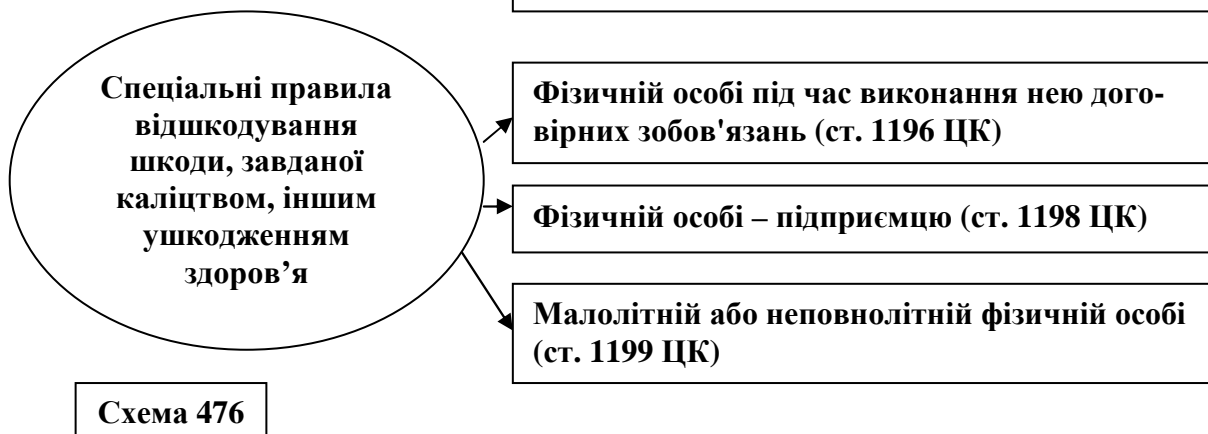 Спеціальні правила
відшкодування
шкоди, завданої
каліцтвом, іншим
ушкодженням
здоров’я
Фізичній особі під час виконання нею дого-
вірних зобов'язань (ст. 1196 ЦК)
Фізичній особі – підприємцю (ст. 1198 ЦК)
Малолітній або неповнолітній фізичній особі
(ст. 1199 ЦК)
Схема 476